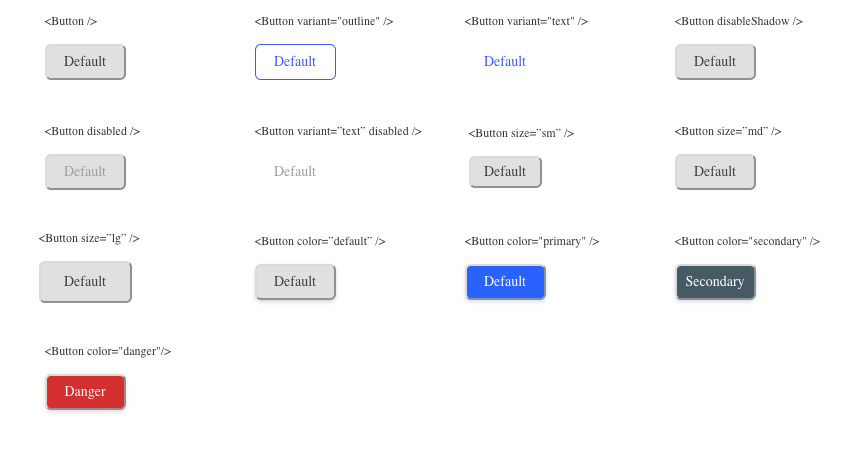 <Button />
<Button variant="outline" />
<Button variant="text" />
<Button disableShadow />
Default
Default
Default
Default
<Button disabled />
<Button variant=”text” disabled />
<Button size=”sm” />
<Button size=”md” />
Default
Default
Default
Default
<Button size=”lg” />
<Button color=”default” />
<Button color="primary" />
<Button color="secondary" />
Default
Default
Default
Secondary
<Button color="danger"/>
Danger